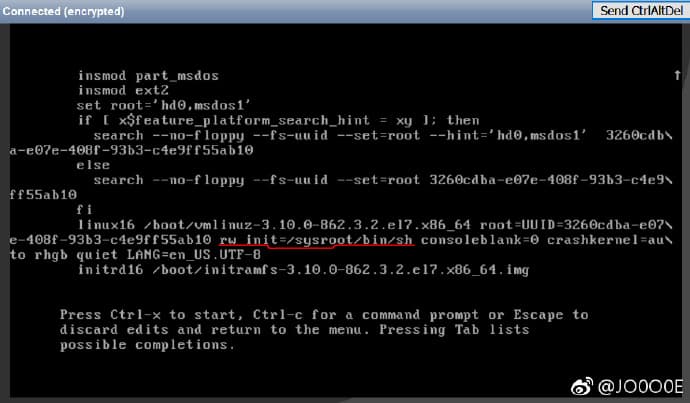 Connected (encrypted)
Send CtrlAltDel
insmod part_msdos
insmod ext2
set root='hd0,msdos1'
if [ x$feature_platform_search_hint = xy ]; then
search --no-floppy --fs-uuid --set=root --hint='hd0,msdos1' 3260cdb\
a-e07e-408f-93b3-c4e9ff55ab10
else
search --no-floppy --fs-uuid --set=root 3260cdba-e07e-408f-93b3-c4e9\
ff55ab10
fi
linux16 /boot/vmlinuz-3.10.0-862.3.2.el7.x86_64 root=UUID=3260cdba-e07\
e-408f-93b3-c4e9ff55ab10 rw init=/sysroot/bin/sh consoleblank=0 crashkernel=au\
to rhgb quiet LANG=en_US.UTF-8
initrd16 /boot/initramfs-3.10.0-862.3.2.el7.x86_64.img
Press Ctrl-x to start, Ctrl-c for a command prompt or Escape to
discard edits and return to the menu. Pressing Tab lists
possible completions.
@JO0O0E